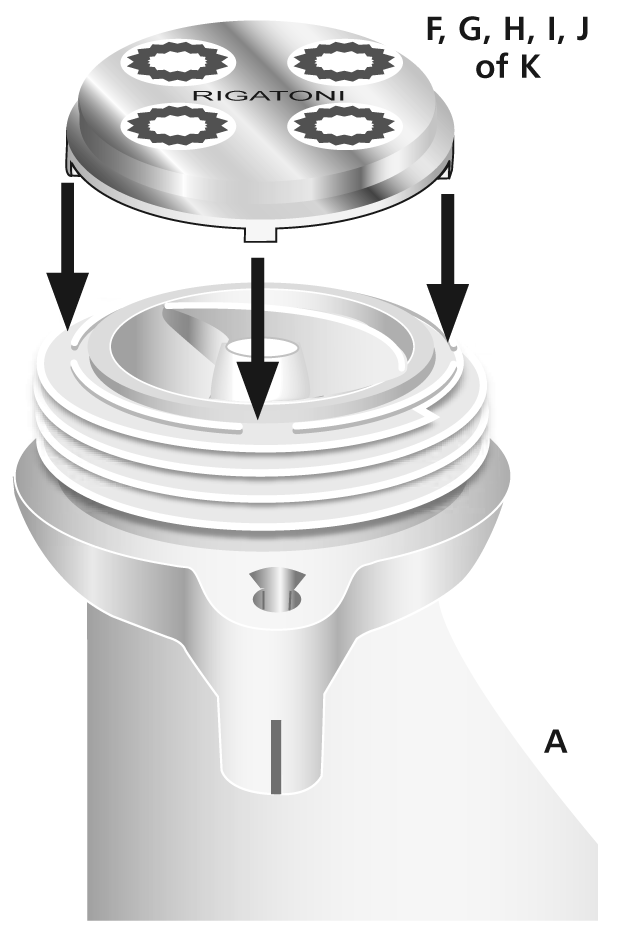 F, G, H, I, J
of K
RIGATONI
A